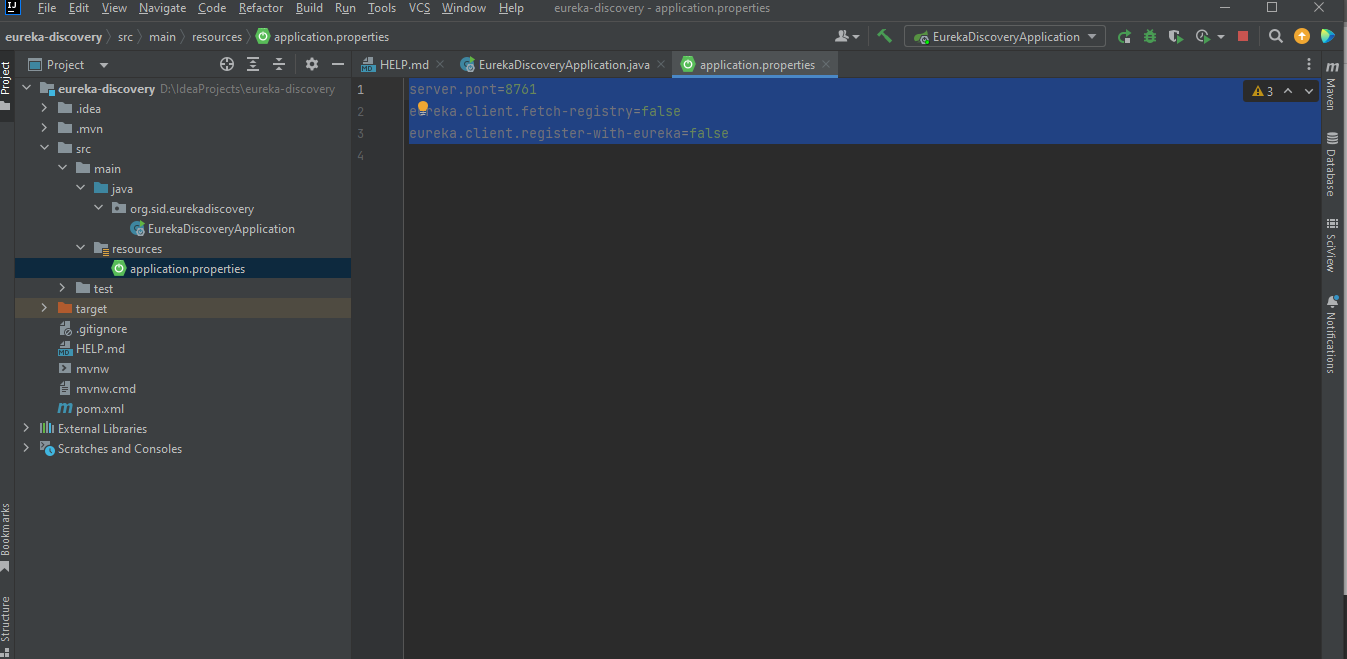 IJ File Edit View Navigate Code Refactor Build Run Tools VCS Window Help eureka-discovery - application.properties
eureka-discovery src main resources application.properties EurekaDiscoveryApplication
Project
Project
HELP.md EurekaDiscoveryApplication.java application.properties
eureka-discovery D:\IdeaProjects\eureka-discovery
.idea
.mvn
src
main
java
org.sid.eurekadiscovery
EurekaDiscoveryApplication
resources
application.properties
test
target
.gitignore
HELP.md
mvnw
mvnw.cmd
pom.xml
External Libraries
Scratches and Consoles
1 server.port=8761
2 eureka.client.fetch-registry=false
3 eureka.client.register-with-eureka=false
4
3
Maven
Database
SciView
Notifications
Bookmarks
Structure